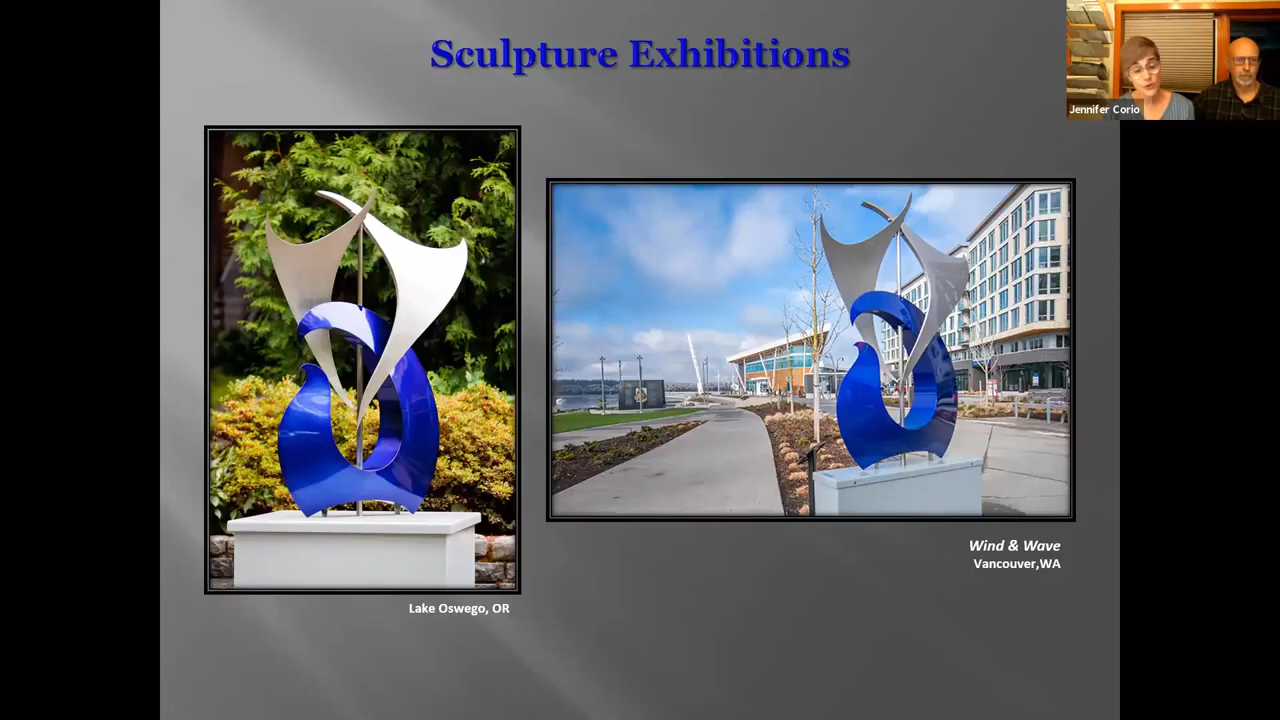 Sculpture Exhibitions
Jennifer Corio
Wind & Wave
Vancouver,WA
Lake Oswego, OR